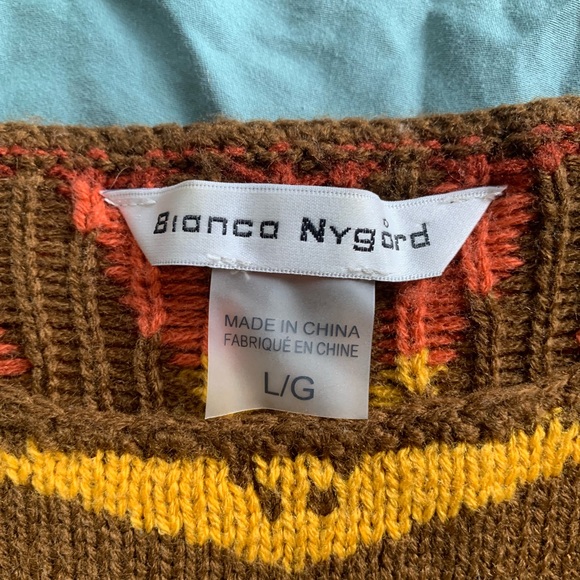 Bianca Nygård
MADE IN CHINA
FABRIQUÉ EN CHINE
L/G